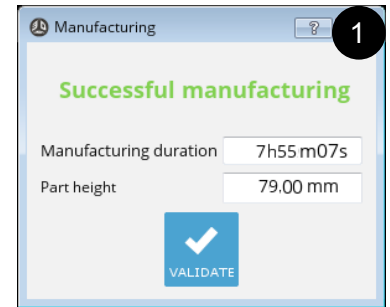 Manufacturing ? 1
Successful manufacturing
Manufacturing duration 7h55m07s
Part height 79.00 mm
VALIDATE